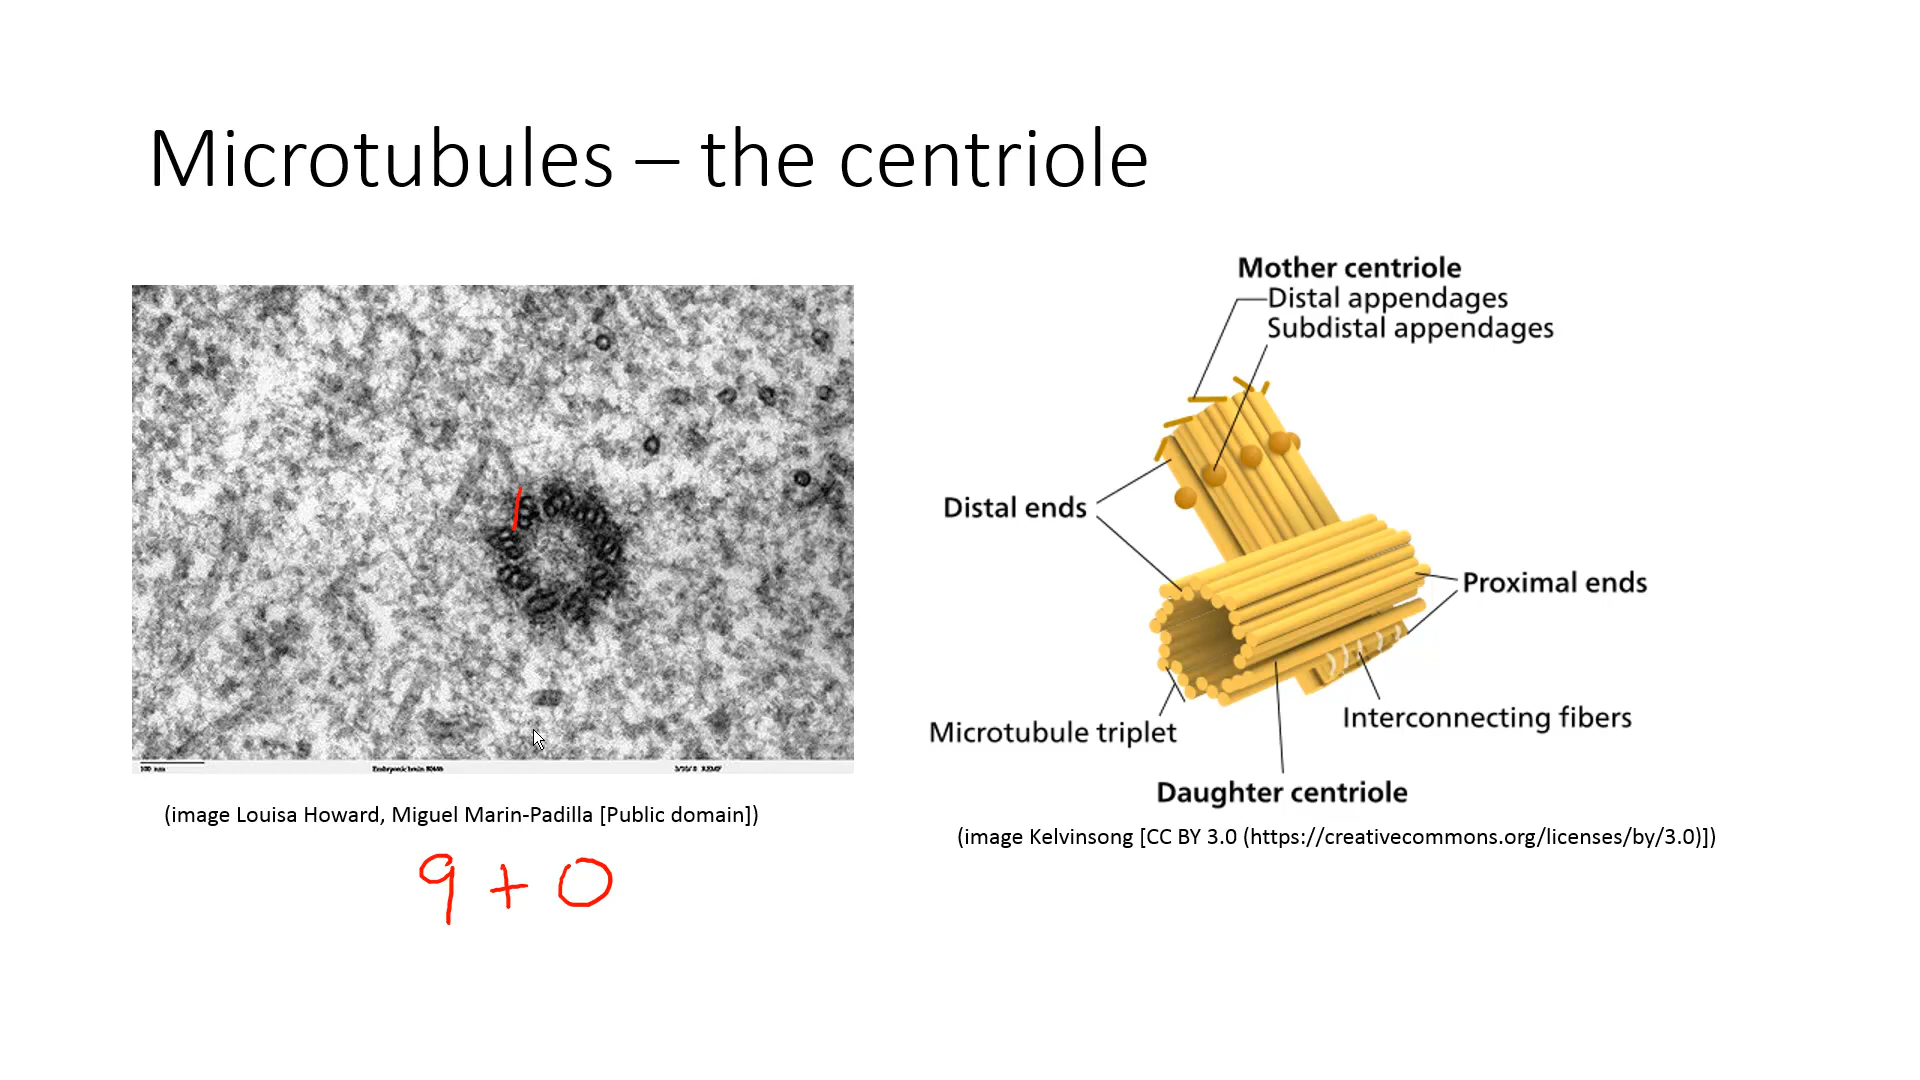 Microtubules – the centriole
100 nm
(image Louisa Howard, Miguel Marin-Padilla [Public domain])
9 + 0
Mother centriole
Distal appendages
Subdistal appendages
Distal ends
Proximal ends
Microtubule triplet
Interconnecting fibers
Daughter centriole
(image Kelvinsong [CC BY 3.0 (https://creativecommons.org/licenses/by/3.0)])